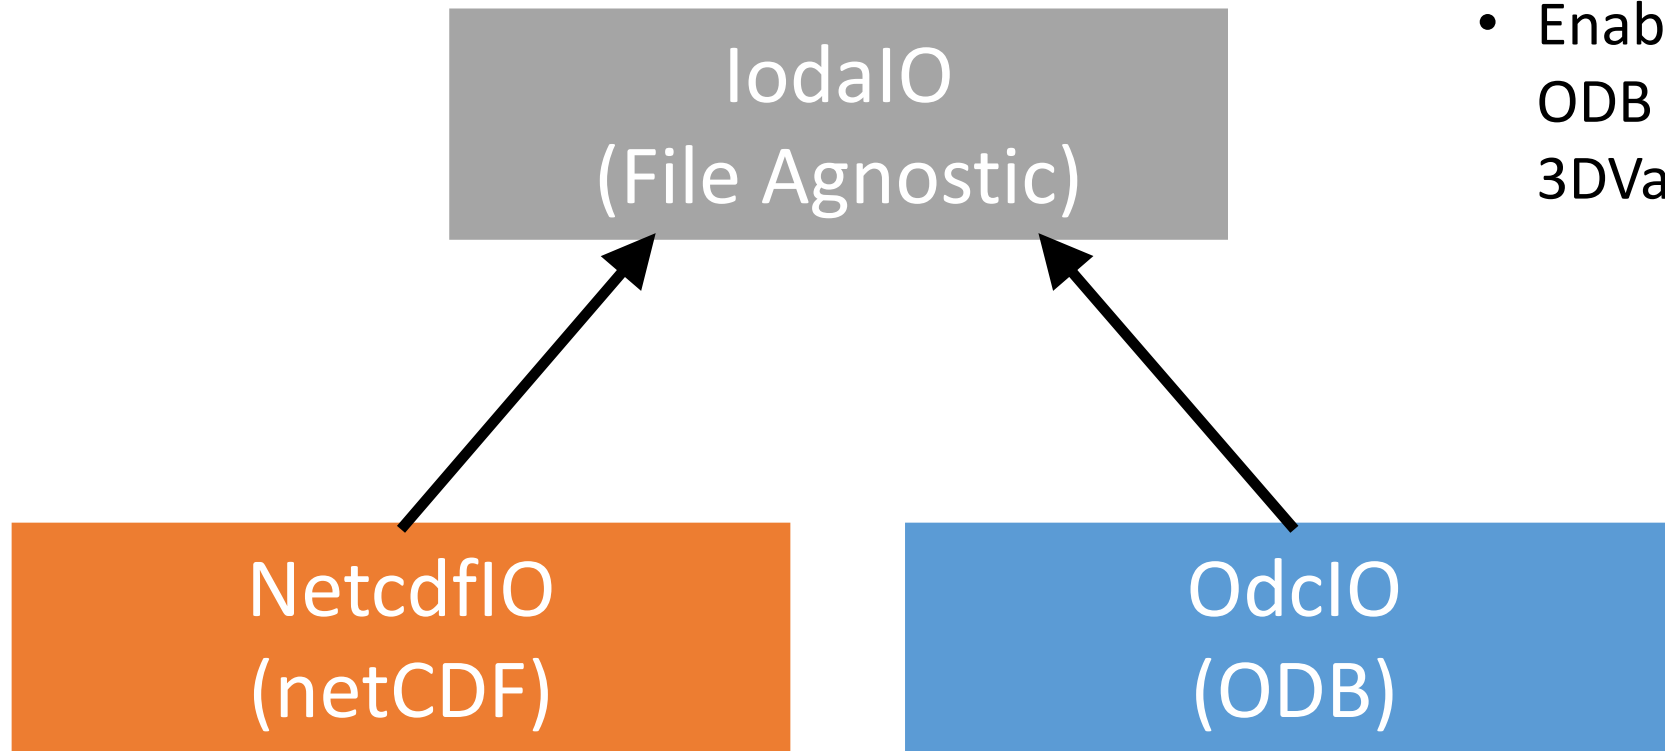 IodaIO
(File Agnostic)
• Enab
ODB
3DVa
NetcdfIO
(netCDF)
OdcIO
(ODB)